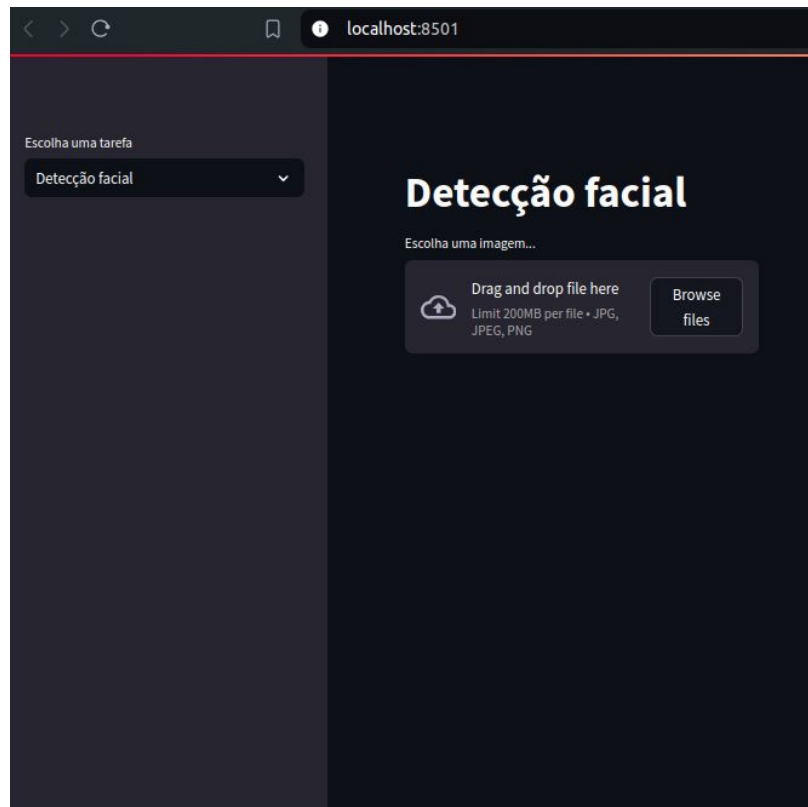 localhost:8501
Escolha uma tarefa
Detecção facial
Detecção facial
Escolha uma imagem...
Drag and drop file here
Limit 200MB per file • JPG,
JPEG, PNG
Browse
files